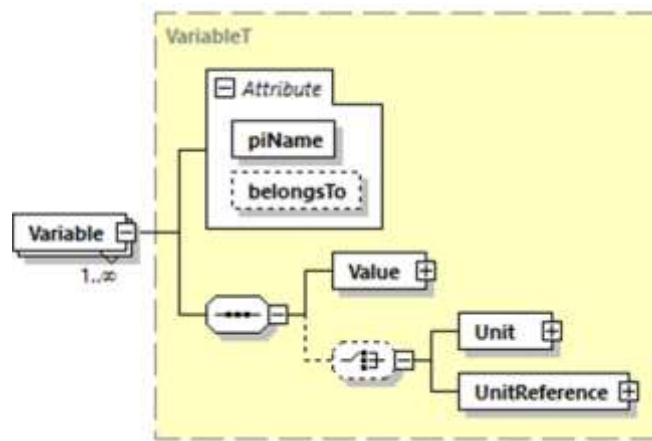 VariableT
Attribute
piName
belongsTo
Variable
1..∞
Value
Unit
UnitReference